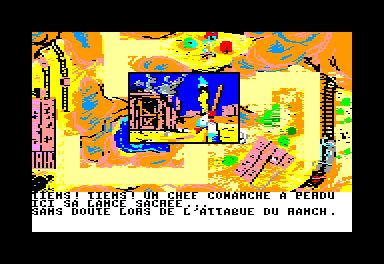 TIENS! TIENS! UN CHEF COMANCHE A PERDU
ICI SA LANCE SACREE...
SANS DOUTE LORS DE L'ATTAQUE DU RANCH.